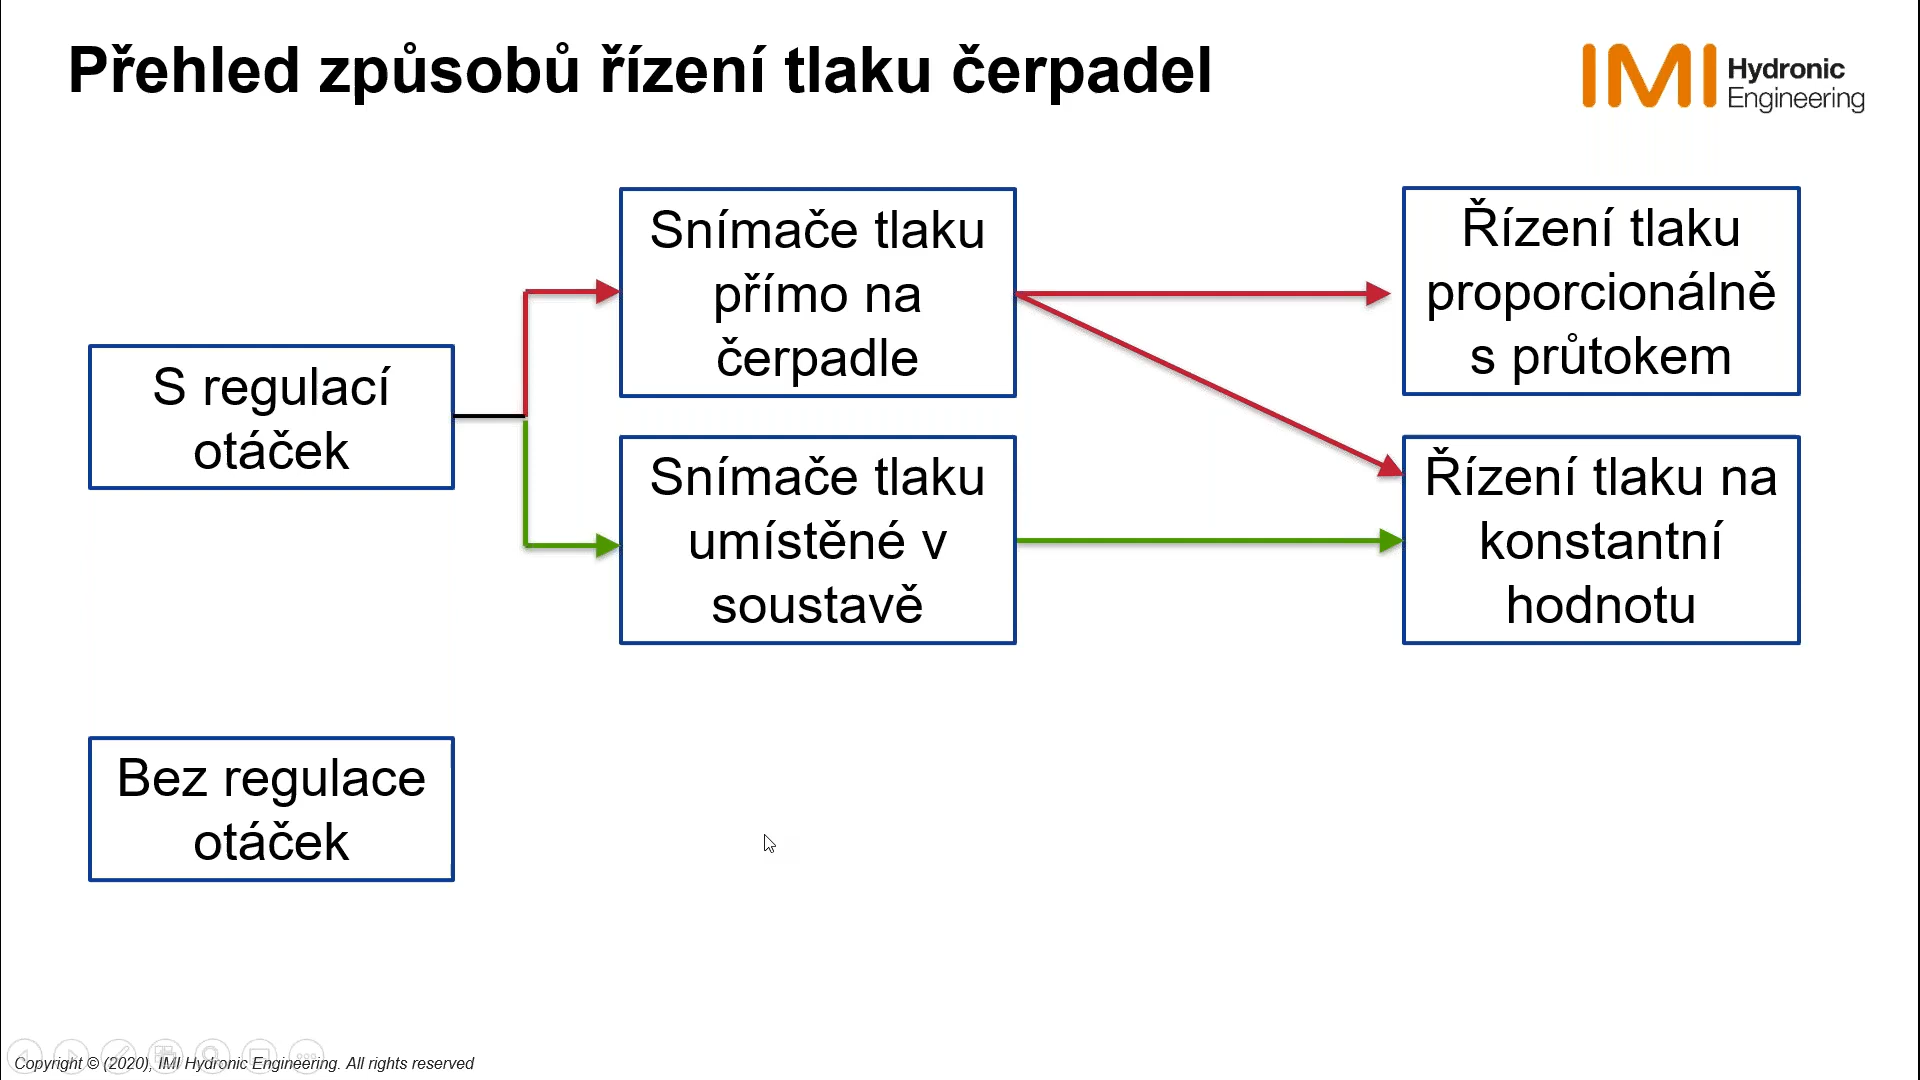 Přehled způsobů řízení tlaku čerpadel
IMI Hydronic
Engineering
Snímače tlaku
přímo na
čerpadle
Řízení tlaku
proporcionálně
s průtokem
S regulací
otáček
Snímače tlaku
umístěné v
soustavě
Řízení tlaku na
konstantní
hodnotu
Bez regulace
otáček
Copyright © (2020), IMI Hydronic Engineering. All rights reserved